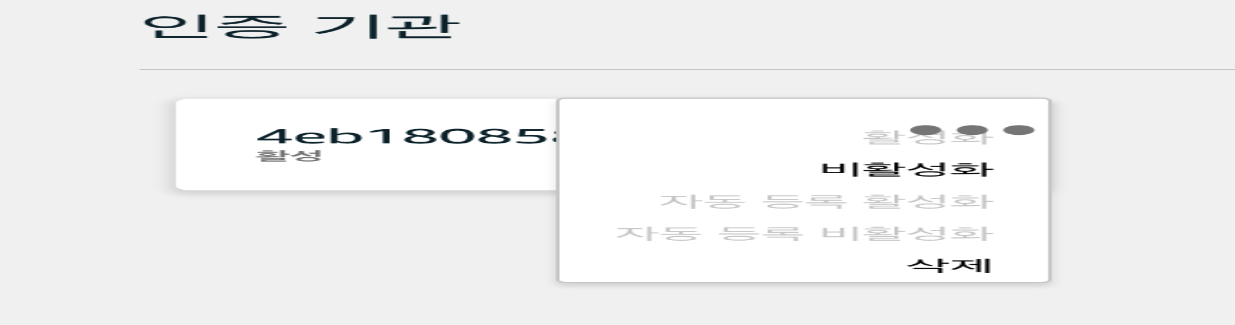 인증 기관
4eb18085
활성
활성화
비활성화
자동 등록 활성화
자동 등록 비활성화
삭제